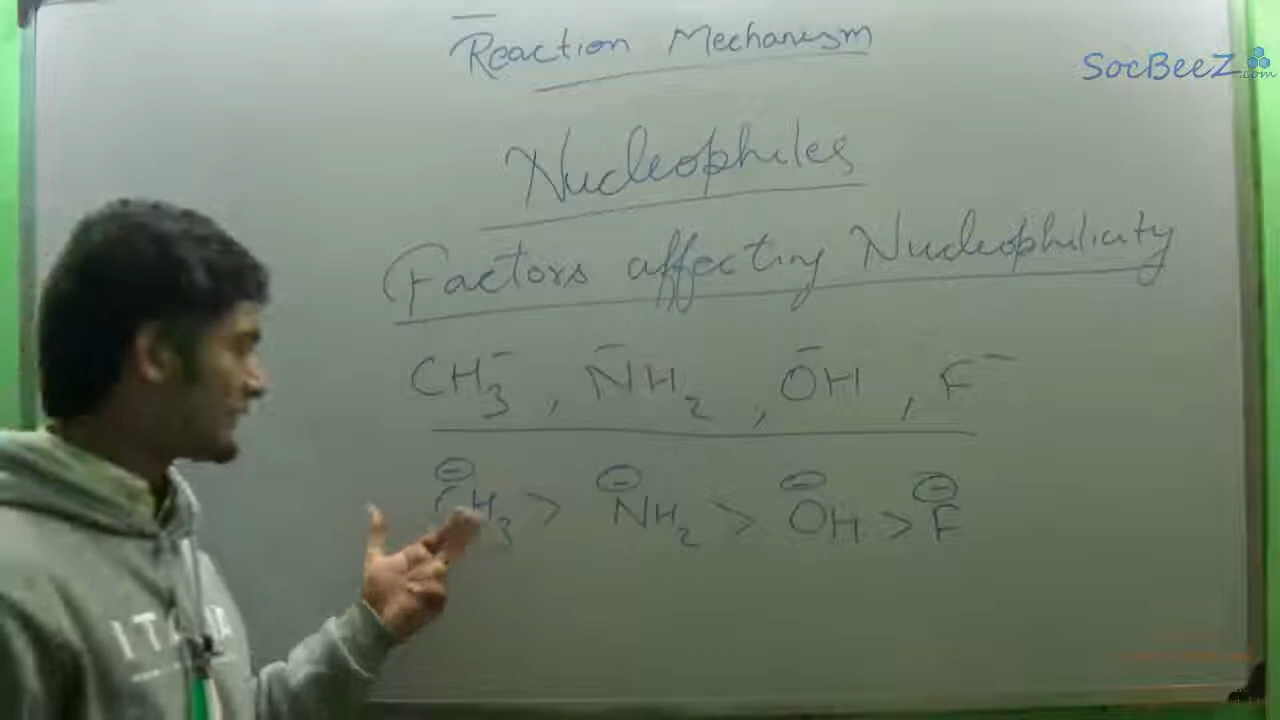 Reaction Mechanism
SocBeeZ.com
Nucleophiles
Factors affecting Nucleophilicity
CH₃⁻, N̄H₂, ŌH, F⁻
⊖CH₃ > ⊖NH₂ > ⊖OH > ⊖F